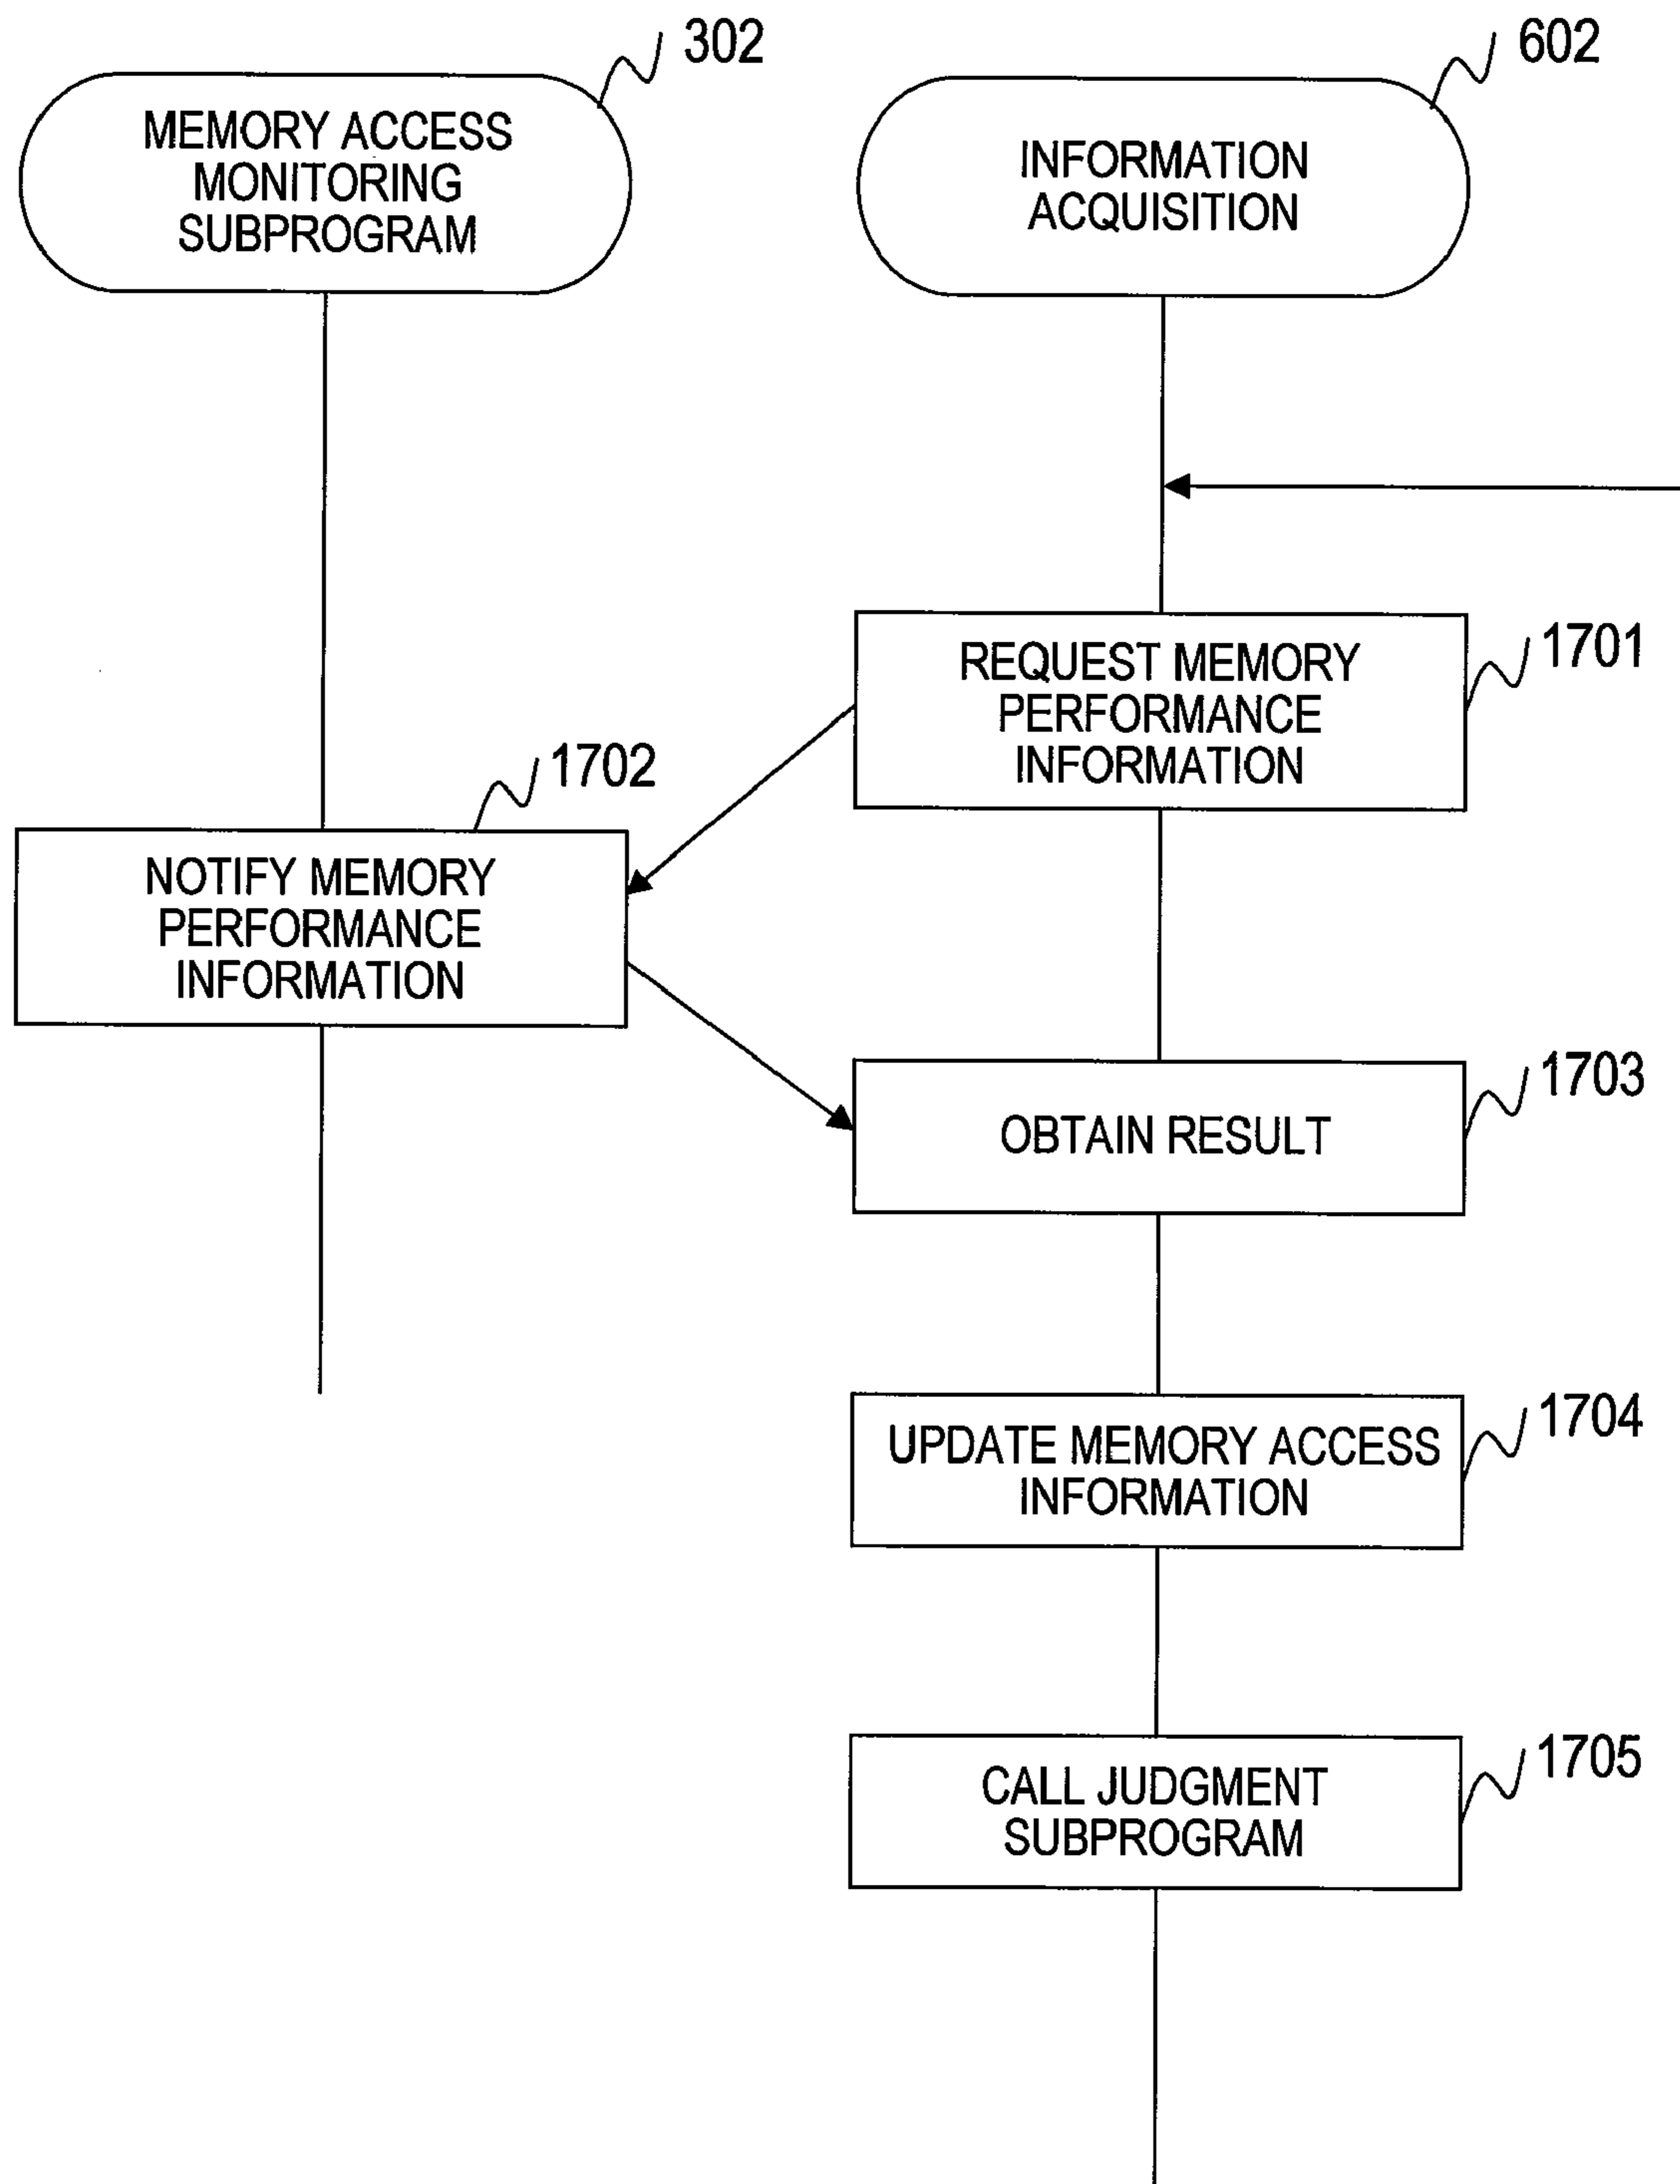 302
MEMORY ACCESS
MONITORING
SUBPROGRAM
602
INFORMATION
ACQUISITION
1701
REQUEST MEMORY
PERFORMANCE
INFORMATION
1702
NOTIFY MEMORY
PERFORMANCE
INFORMATION
1703
OBTAIN RESULT
1704
UPDATE MEMORY ACCESS
INFORMATION
1705
CALL JUDGMENT
SUBPROGRAM